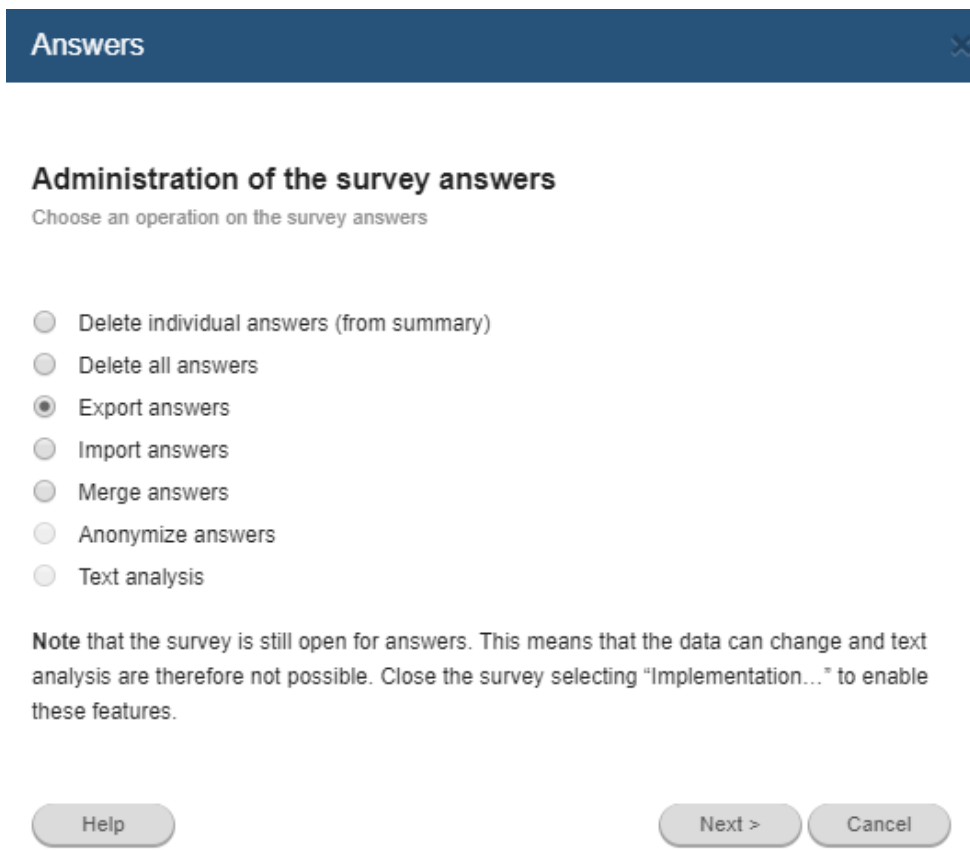 Answers
Administration of the survey answers
Choose an operation on the survey answers
Delete individual answers (from summary)
Delete all answers
Export answers
Import answers
Merge answers
Anonymize answers
Text analysis
Note that the survey is still open for answers. This means that the data can change and text
analysis are therefore not possible. Close the survey selecting “Implementation...” to enable
these features.
Help
Next >
Cancel